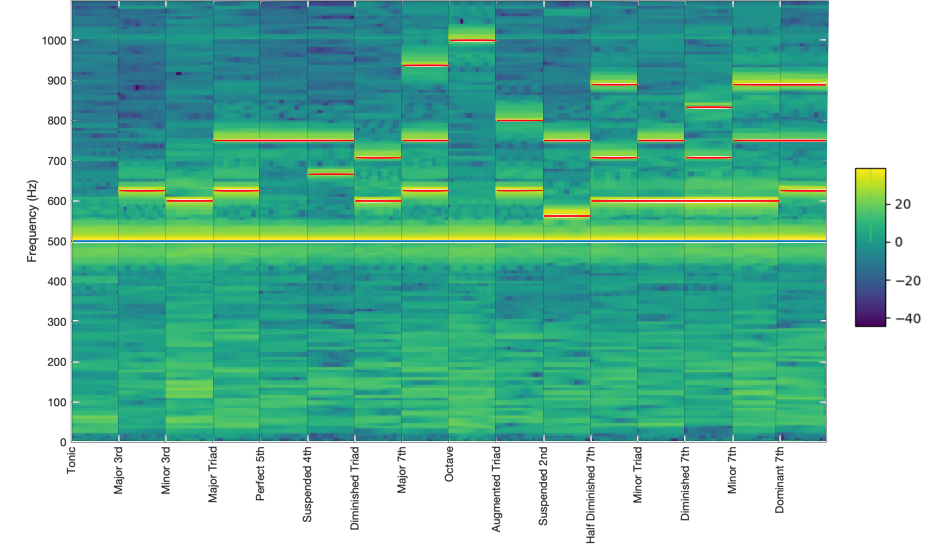 Frequency (Hz)
1000
900
800
700
600
500
400
300
200
100
0
Tonic
Major 3rd
Minor 3rd
Major Triad
Perfect 5th
Suspended 4th
Diminished Triad
Major 7th
Octave
Augmented Triad
Suspended 2nd
Half Diminished 7th
Minor Triad
Diminished 7th
Minor 7th
Dominant 7th
20
0
−20
−40